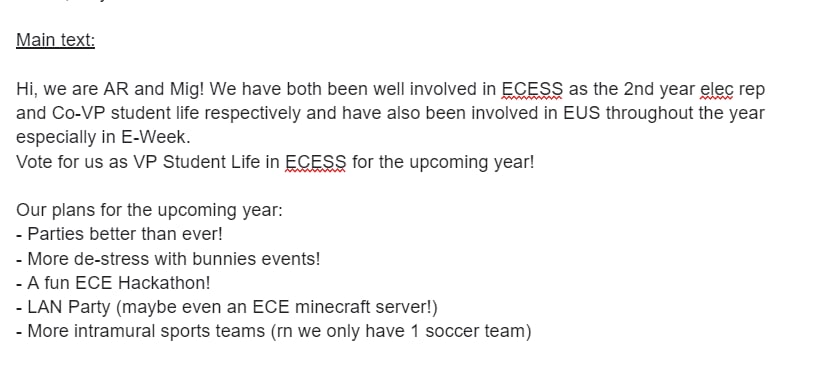 Main text:
Hi, we are AR and Mig! We have both been well involved in ECESS as the 2nd year elec rep
and Co-VP student life respectively and have also been involved in EUS throughout the year
especially in E-Week.
Vote for us as VP Student Life in ECESS for the upcoming year!
Our plans for the upcoming year:
- Parties better than ever!
- More de-stress with bunnies events!
- A fun ECE Hackathon!
- LAN Party (maybe even an ECE minecraft server!)
- More intramural sports teams (rn we only have 1 soccer team)